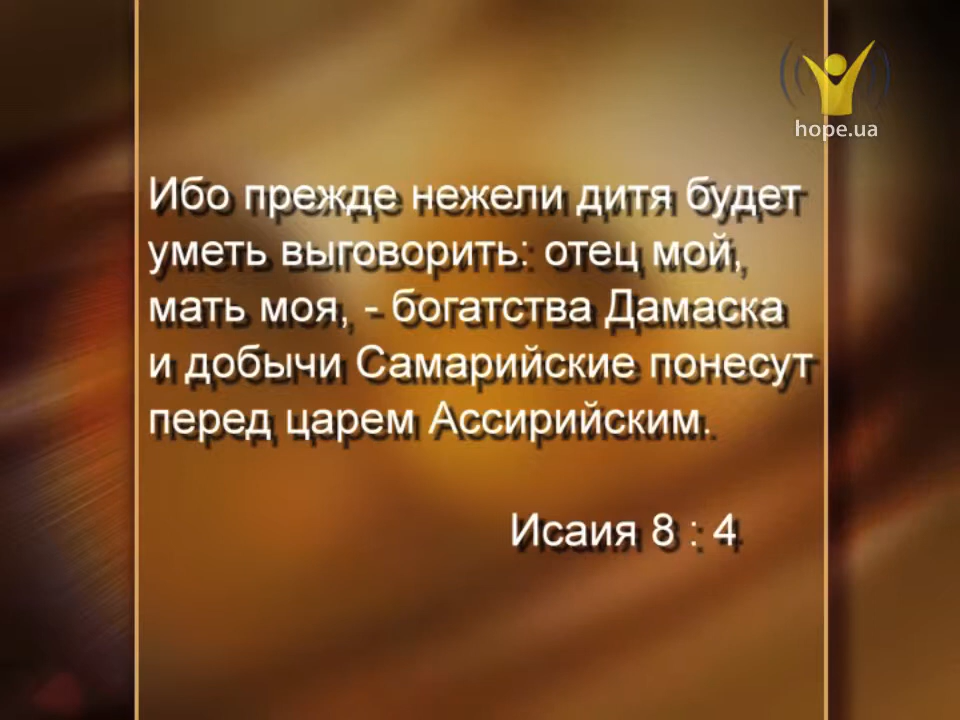 hope.ua
Ибо прежде нежели дитя будет
уметь выговорить: отец мой,
мать моя, - богатства Дамаска
и добычи Самарийские понесут
перед царем Ассирийским.
Исаия 8 : 4